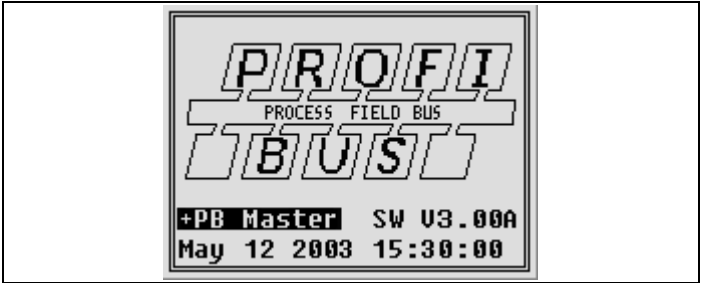 PROFI
PROCESS FIELD BUS
BUS
+PB Master SW V3.00A
May 12 2003 15:30:00